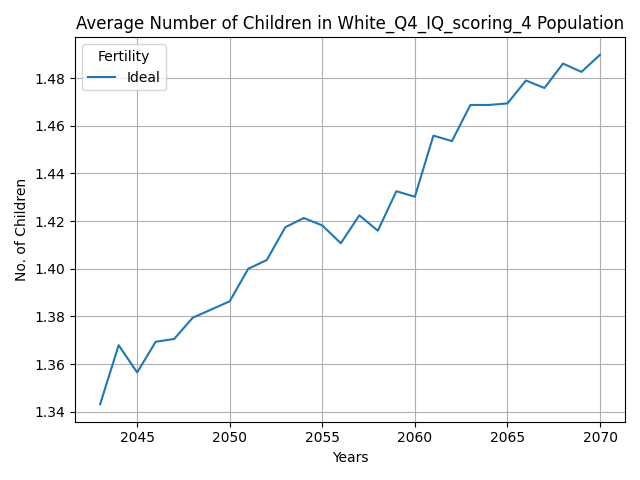 Average Number of Children in White_Q4_IQ_scoring_4 Population
Fertility
Ideal
No. of Children
1.48
1.46
1.44
1.42
1.40
1.38
1.36
1.34
2045
2050
2055
2060
2065
2070
Years